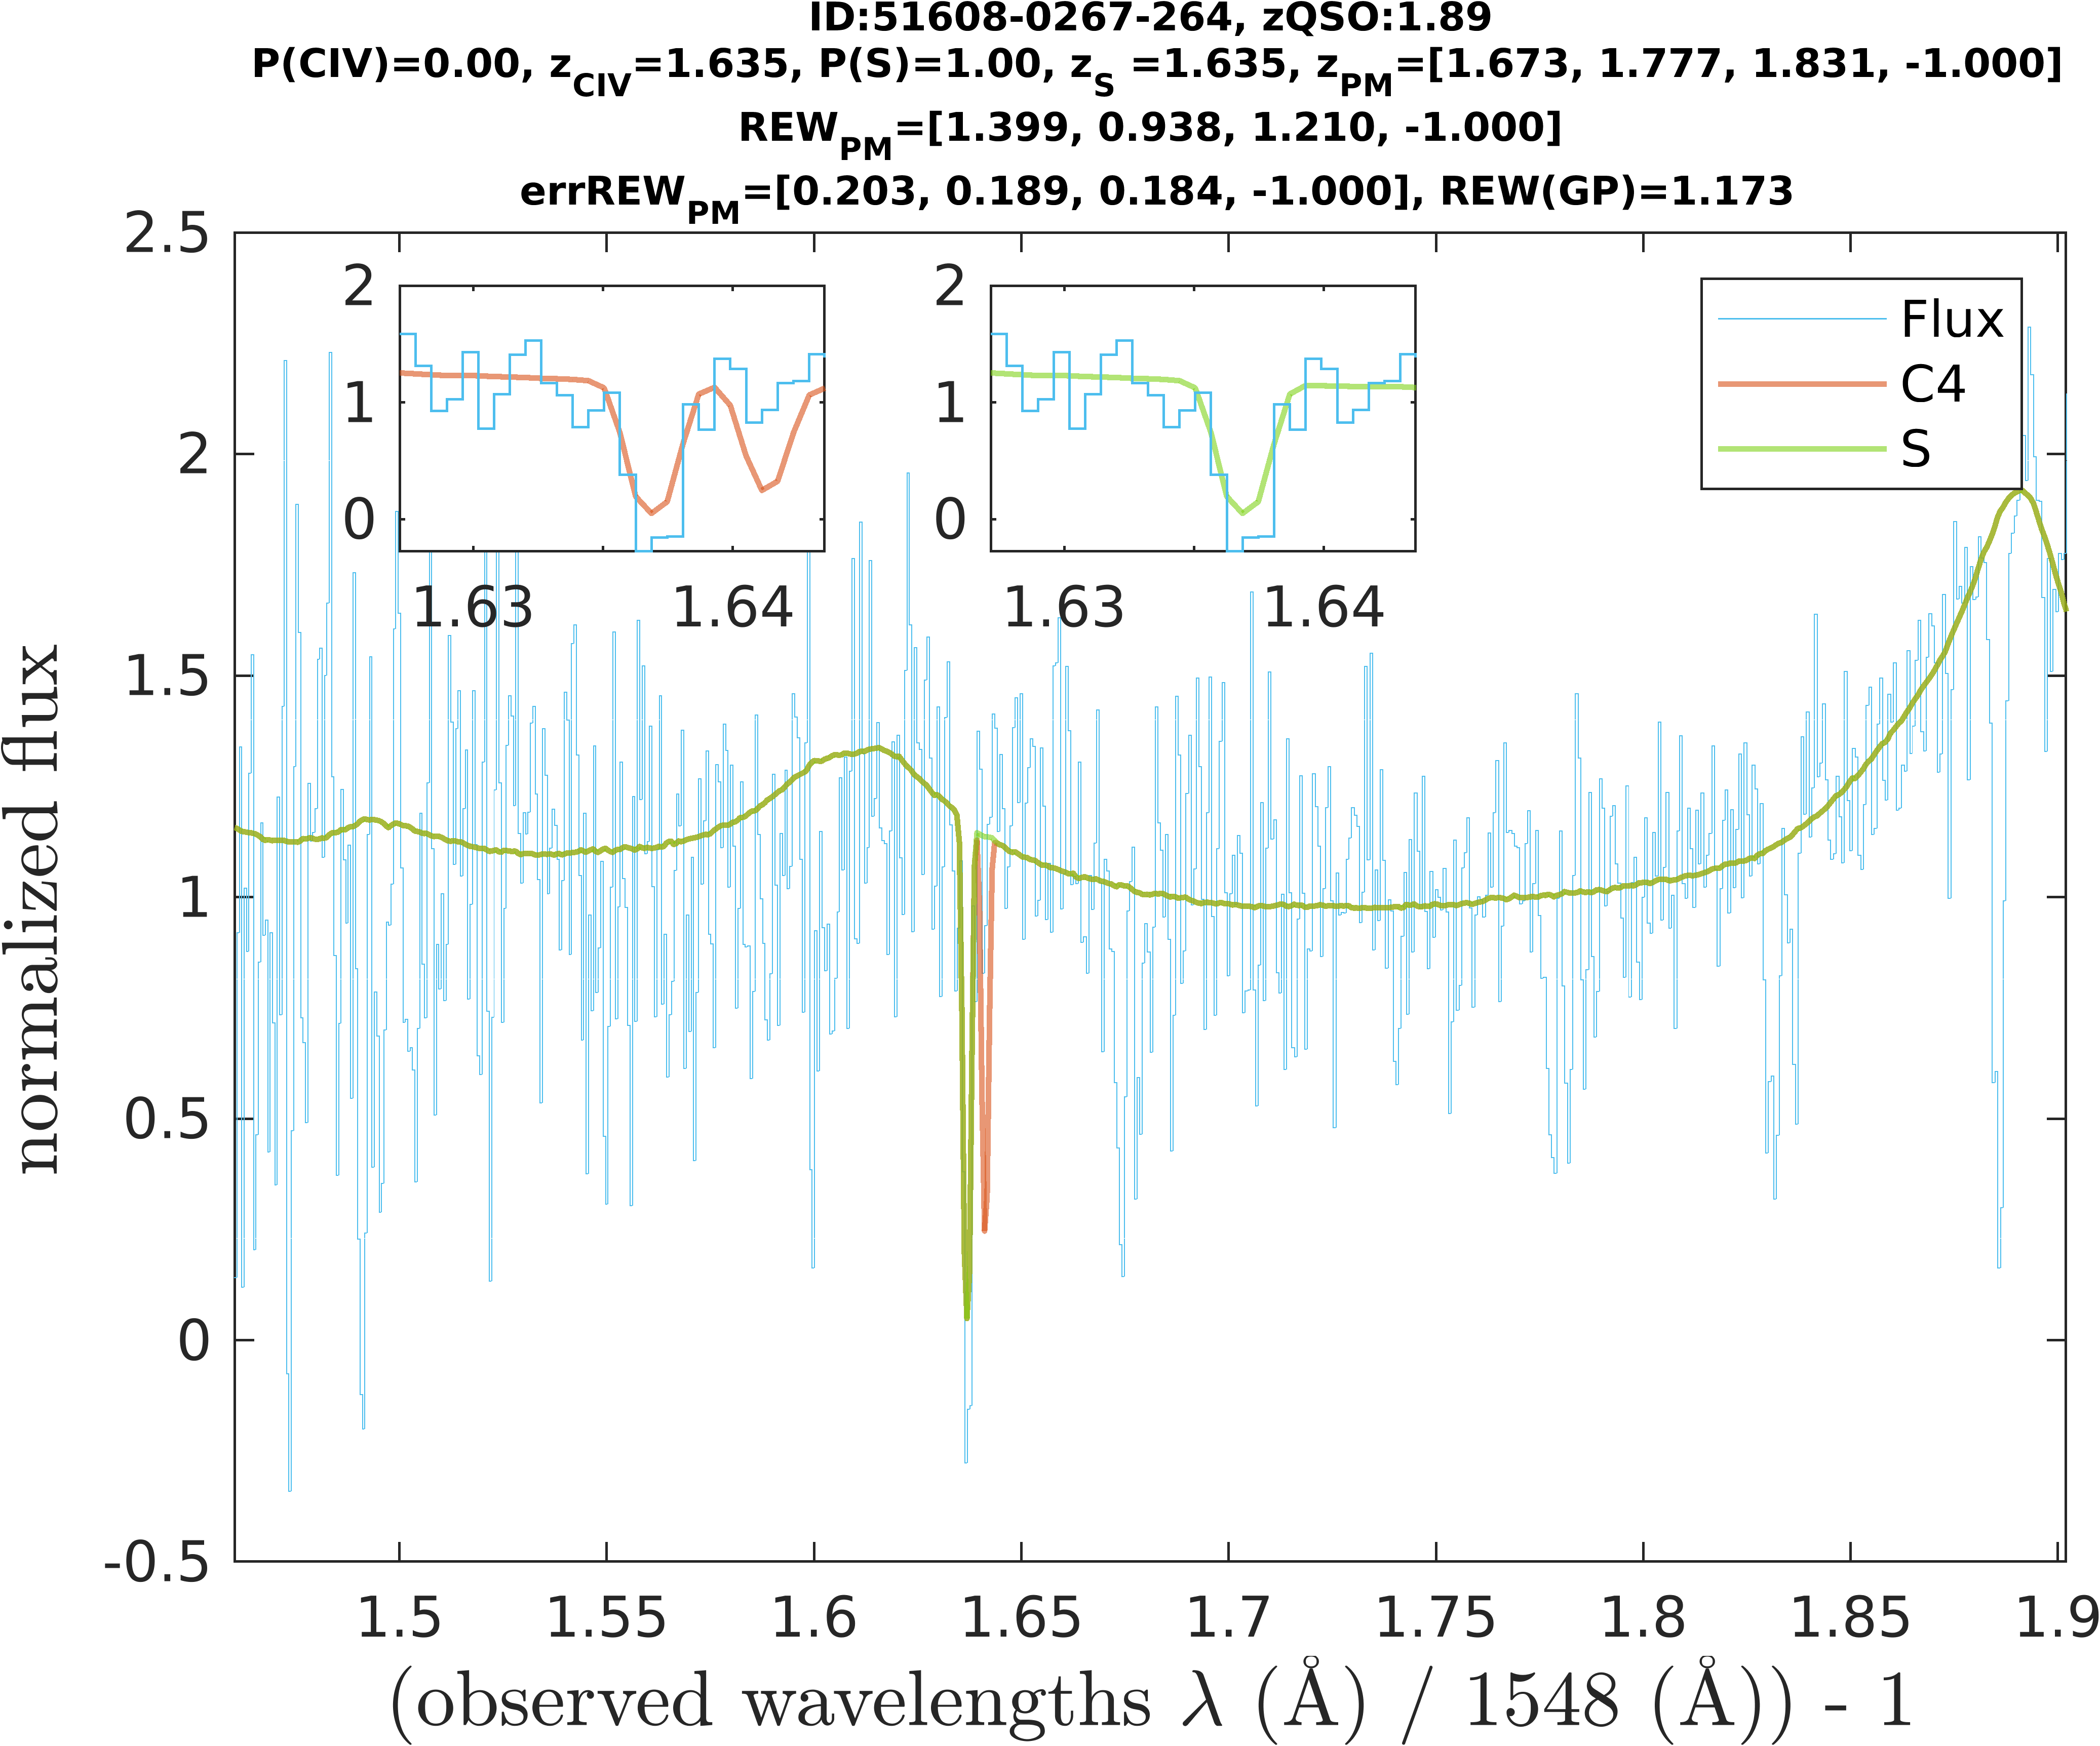 ID:51608-0267-264, zQSO:1.89
P(CIV)=0.00, z_CIV=1.635, P(S)=1.00, z_S =1.635, z_PM=[1.673, 1.777, 1.831, -1.000]
REW_PM=[1.399, 0.938, 1.210, -1.000]
errREW_PM=[0.203, 0.189, 0.184, -1.000], REW(GP)=1.173
2.5
2
1.5
1
0.5
0
-0.5
normalized flux
2
1
0
1.63 1.64
2
1
0
1.63 1.64
Flux
C4
S
1.5 1.55 1.6 1.65 1.7 1.75 1.8 1.85 1.9
(observed wavelengths λ (Å) / 1548 (Å)) - 1